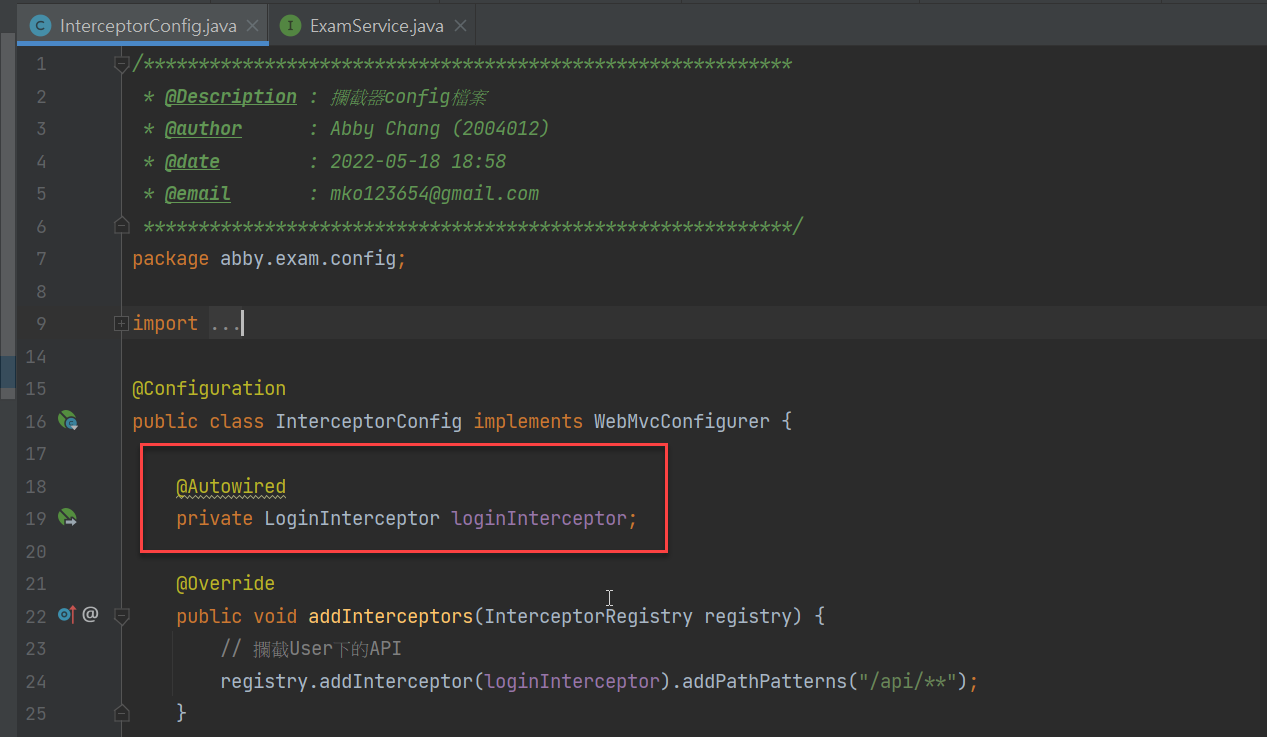 InterceptorConfig.java ExamService.java
1 /***********************************************************
2 * @Description : 攔截器config檔案
3 * @author : Abby Chang (2004012)
4 * @date : 2022-05-18 18:58
5 * @email : mko123654@gmail.com
6 ***********************************************************/
7 package abby.exam.config;
8
9 import ...
14
15 @Configuration
16 public class InterceptorConfig implements WebMvcConfigurer {
17
18 @Autowired
19 private LoginInterceptor loginInterceptor;
20
21 @Override
22 public void addInterceptors(InterceptorRegistry registry) {
23 // 攔截User下的API
24 registry.addInterceptor(loginInterceptor).addPathPatterns("/api/**");
25 }